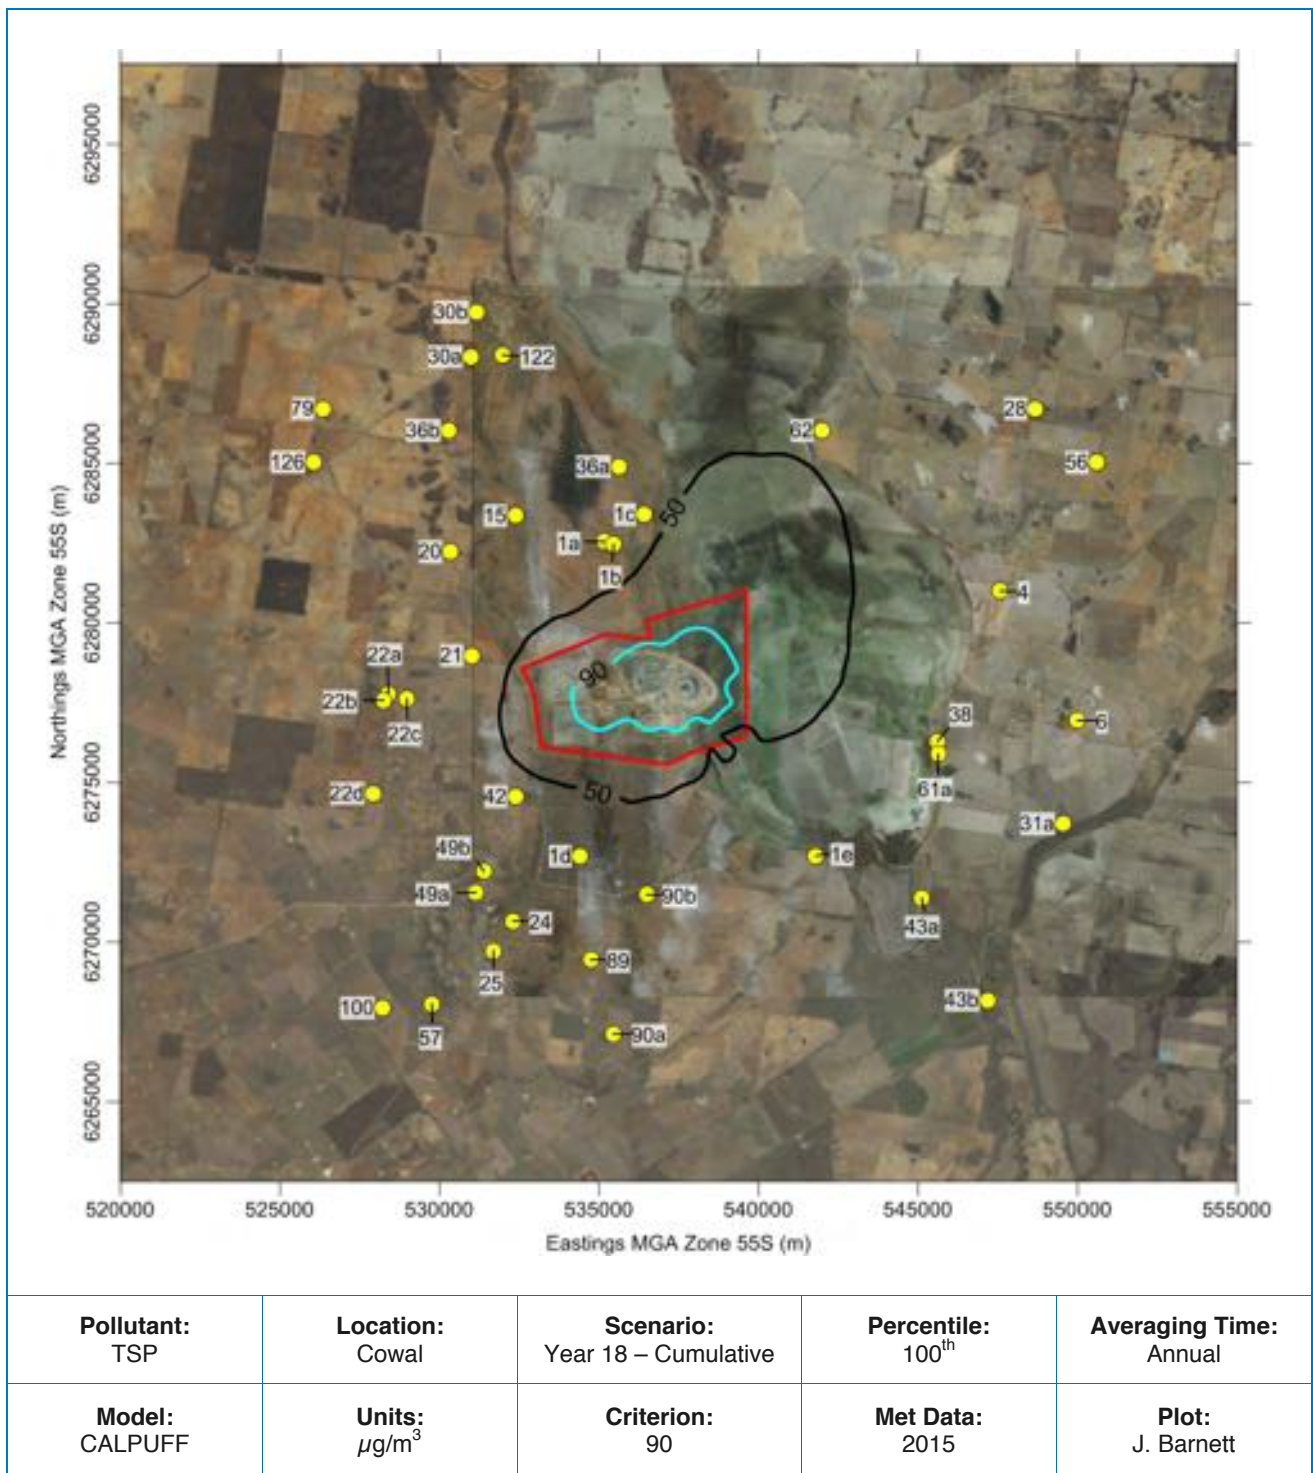 6295000
6290000
30b
30a
122
79
28
36b
62
126
56
36a
Northings MGA Zone 55S (m)
6285000
50
15
1c
1a
20
1b
4
6280000
21
22a
90
22b
38
6
22c
6275000
61a
22d
42
50
31a
49b
1d
1e
49a
90b
24
43a
6270000
89
25
43b
100
57
90a
6265000
520000 525000 530000 535000 540000 545000 550000 555000
Eastings MGA Zone 55S (m)
Pollutant: Location: Scenario: Percentile: Averaging Time:
TSP Cowal Year 18 – Cumulative 100th Annual
Model: Units: Criterion: Met Data: Plot:
CALPUFF µg/m3 90 2015 J. Barnett